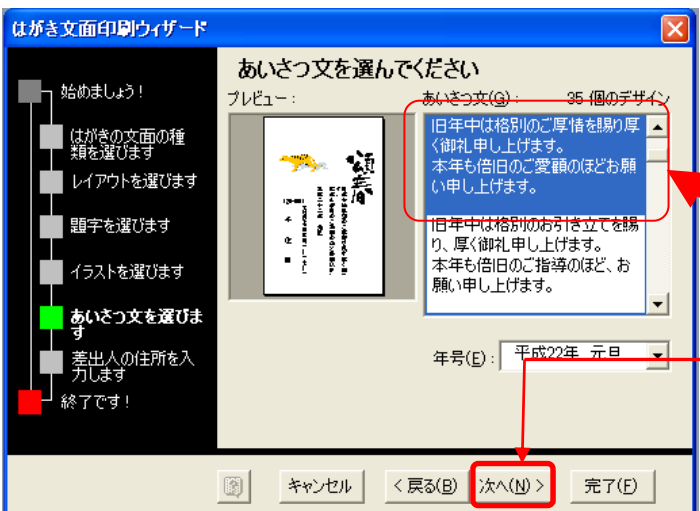 はがき文面印刷ウィザード
始めましょう!
はがきの文面の種
類を選びます
レイアウトを選びます
題字を選びます
イラストを選びます
あいさつ文を選びま
す
差出人の住所を入
力します
終了です!
あいさつ文を選んでください
プレビュー:
頌春
あいさつ文(G):
35 個のデザイン
旧年中は格別のご厚情を賜り厚
く御礼申し上げます。
本年も倍旧のご愛顧のほどお願
い申し上げます。
旧年中は格別のお引き立てを賜
り、厚く御礼申し上げます。
本年も倍旧のご指導のほど、お
願い申し上げます。
年号(E):
平成22年 元旦
キャンセル
< 戻る(B)
次へ(N) >
完了(F)